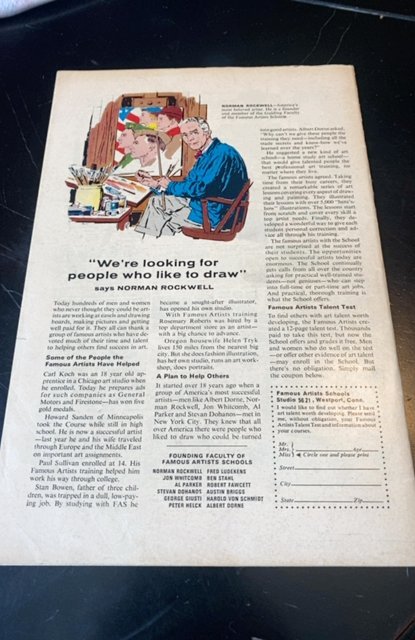 NORMAN ROCKWELL—America's
most beloved artist. He is a founder
and member of the Guiding Faculty
of the Famous Artists Schools.
"We're looking for
people who like to draw"
says NORMAN ROCKWELL
Today hundreds of men and women
who never thought they could be art-
ists are working at easels and drawing
boards, making pictures and getting
well paid for it. They all can thank a
group of famous artists who have de-
voted much of their time and talent
to helping others find success in art.
Some of the People the
Famous Artists Have Helped
Carl Koch was an 18 year old ap-
prentice in a Chicago art studio when
he enrolled. Today he prepares ads
for such companies as General
Motors and Firestone—has won five
gold medals.
Howard Sanden of Minneapolis
took the Course while still in high
school. He is now a successful artist
—last year he and his wife traveled
through Europe and the Middle East
on important art assignments.
Paul Sullivan enrolled at 14. His
Famous Artists training helped him
work his way through college.
Stan Bowen, father of three chil-
dren, was trapped in a dull, low-pay-
ing job. By studying with FAS he
became a sought-after illustrator,
has opened his own studio.
With Famous Artists training
Rosemary Roberts was hired by a
top department store as an artist—
with a big chance to advance.
Oregon housewife Helen Tryk
lives 150 miles from the nearest big
city. But she does fashion illustration,
has her own studio, runs an art work-
shop, does portraits.
A Plan to Help Others
It started over 18 years ago when a
group of America's most successful
artists—men like Albert Dorne, Nor-
man Rockwell, Jon Whitcomb, Al
Parker and Stevan Dohanos—met in
New York City. They knew that all
over America there were people who
liked to draw who could be turned
FOUNDING FACULTY OF
FAMOUS ARTISTS SCHOOLS
NORMAN ROCKWELL FRED LUDEKENS
JON WHITCOMB BEN STAHL
AL PARKER ROBERT FAWCETT
STEVAN DOHANOS AUSTIN BRIGGS
GEORGE GIUSTI HAROLD VON SCHMIDT
PETER HELCK ALBERT DORNE
into good artists. Albert Dorne asked,
"Why can't we give these people the
training they need—including all the
trade secrets and know-how we've
learned over the years?"
He suggested a new kind of art
school—a home study art school—
that would give talented people the
best professional art training, no
matter where they live.
The famous artists agreed. Taking
time from their busy careers, they
created a remarkable series of art
lessons covering every aspect of draw-
ing and painting. They illustrated
their lessons with over 5,000 "how's-
how" illustrations. The lessons start
from scratch and cover every skill a
top artist needs. Finally, they de-
veloped a wonderful way to give each
student personal correction and ad-
vice all through his training.
The famous artists with the School
are not surprised at the success of
their students. The opportunities
open to successful artists today are
enormous. The School continually
gets calls from all over the country
asking for practical well-trained stu-
dents—not geniuses—who can step
into full-time or part-time art jobs.
And practical, thorough training is
what the School offers.
Famous Artists Talent Test
To find others with art talent worth
developing, the Famous Artists cre-
ated a 12-page talent test. Thousands
paid to take this test, but now the
School offers and grades it free. Men
and women who do well on the test
—or offer other evidence of art talent
—may enroll in the School. But
there's no obligation. Simply mail
the coupon below.
Famous Artists Schools
Studio 5621, Westport, Conn.
I would like to find out whether I have
art talent worth developing. Please send
me, without obligation, your Famous
Artists Talent Test and information about
your courses.
Mr.
Mrs. Age
Miss Circle one and please print
Street
City
State Zip